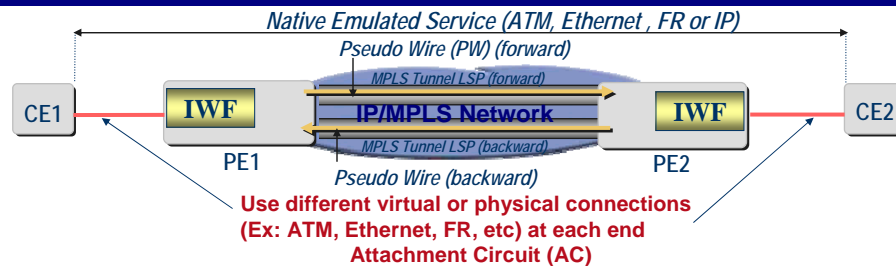 Native Emulated Service (ATM, Ethernet , FR or IP)
Pseudo Wire (PW) (forward)
MPLS Tunnel LSP (forward)
CE1
IWF
IP/MPLS Network
IWF
CE2
MPLS Tunnel LSP (backward)
PE1
PE2
Pseudo Wire (backward)
Use different virtual or physical connections
(Ex: ATM, Ethernet, FR, etc) at each end
Attachment Circuit (AC)